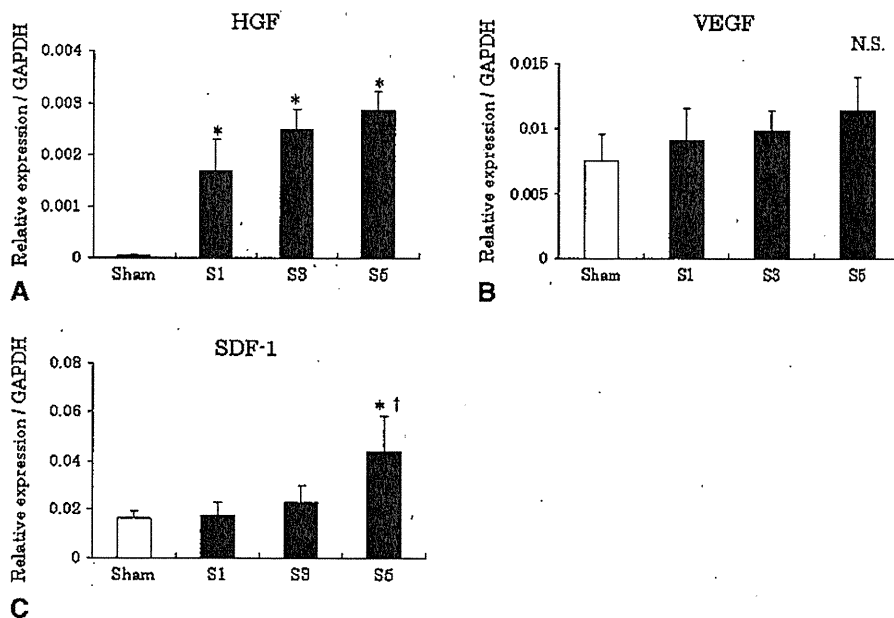 HGF
Relative expression / GAPDH
0.004
0.003
0.002
0.001
0
*
*
*
Sham S1 S3 S5
A
VEGF
N.S.
Relative expression / GAPDH
0.015
0.01
0.005
0
Sham S1 S3 S5
B
SDF-1
Relative expression / GAPDH
0.08
0.06
0.04
0.02
0
* †
Sham S1 S3 S5
C